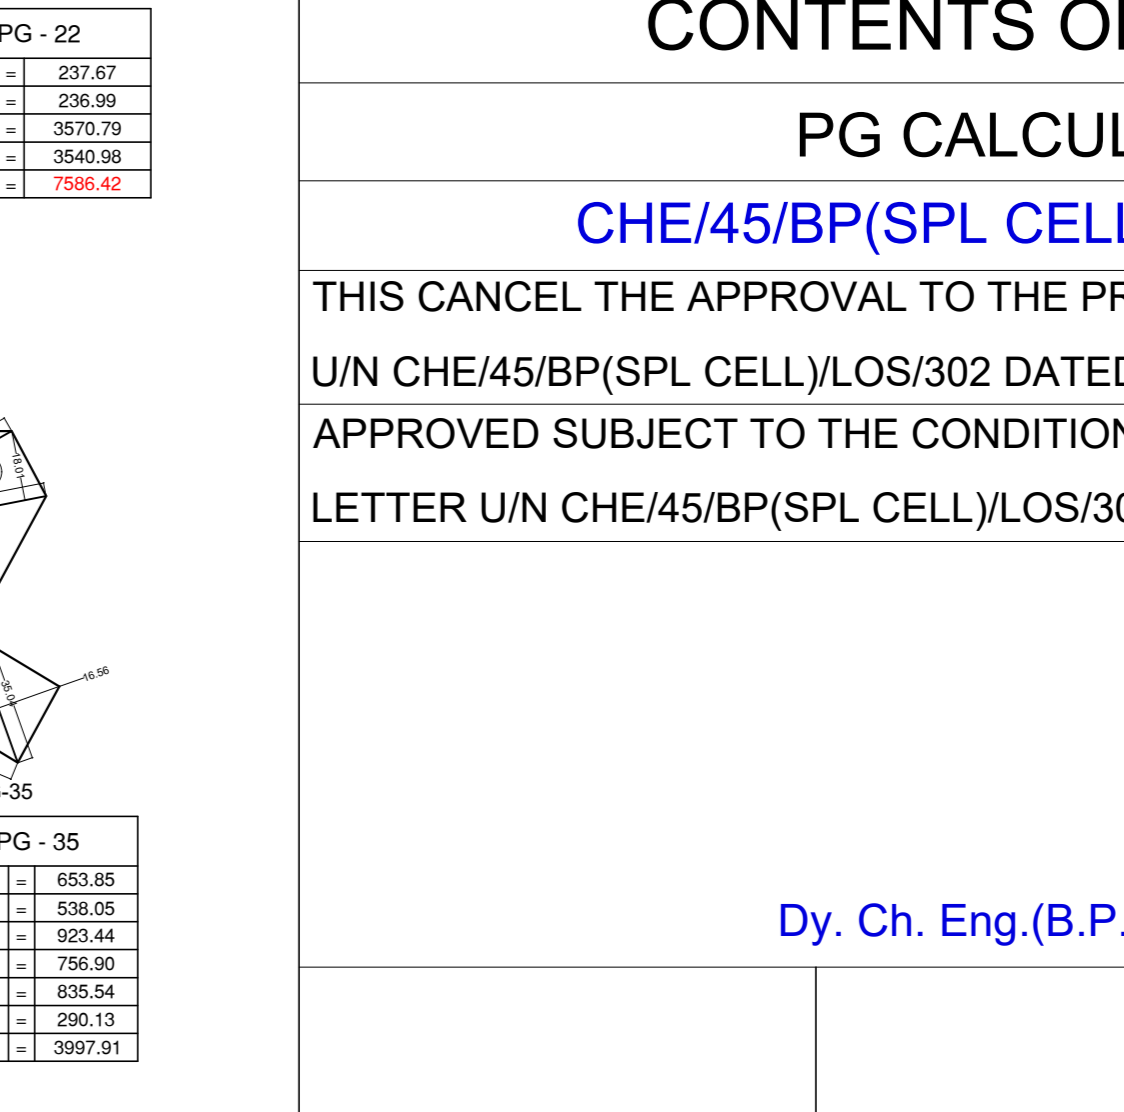 PG - 22
= 237.67
= 236.99
= 3570.79
= 3540.98
= 7586.42
18.01
35.04
16.56
-35
PG - 35
= 653.85
= 538.05
= 923.44
= 756.90
= 835.54
= 290.13
= 3997.91
CONTENTS O
PG CALCUL
CHE/45/BP(SPL CELL
THIS CANCEL THE APPROVAL TO THE PR
U/N CHE/45/BP(SPL CELL)/LOS/302 DATED
APPROVED SUBJECT TO THE CONDITION
LETTER U/N CHE/45/BP(SPL CELL)/LOS/30
Dy. Ch. Eng.(B.P.